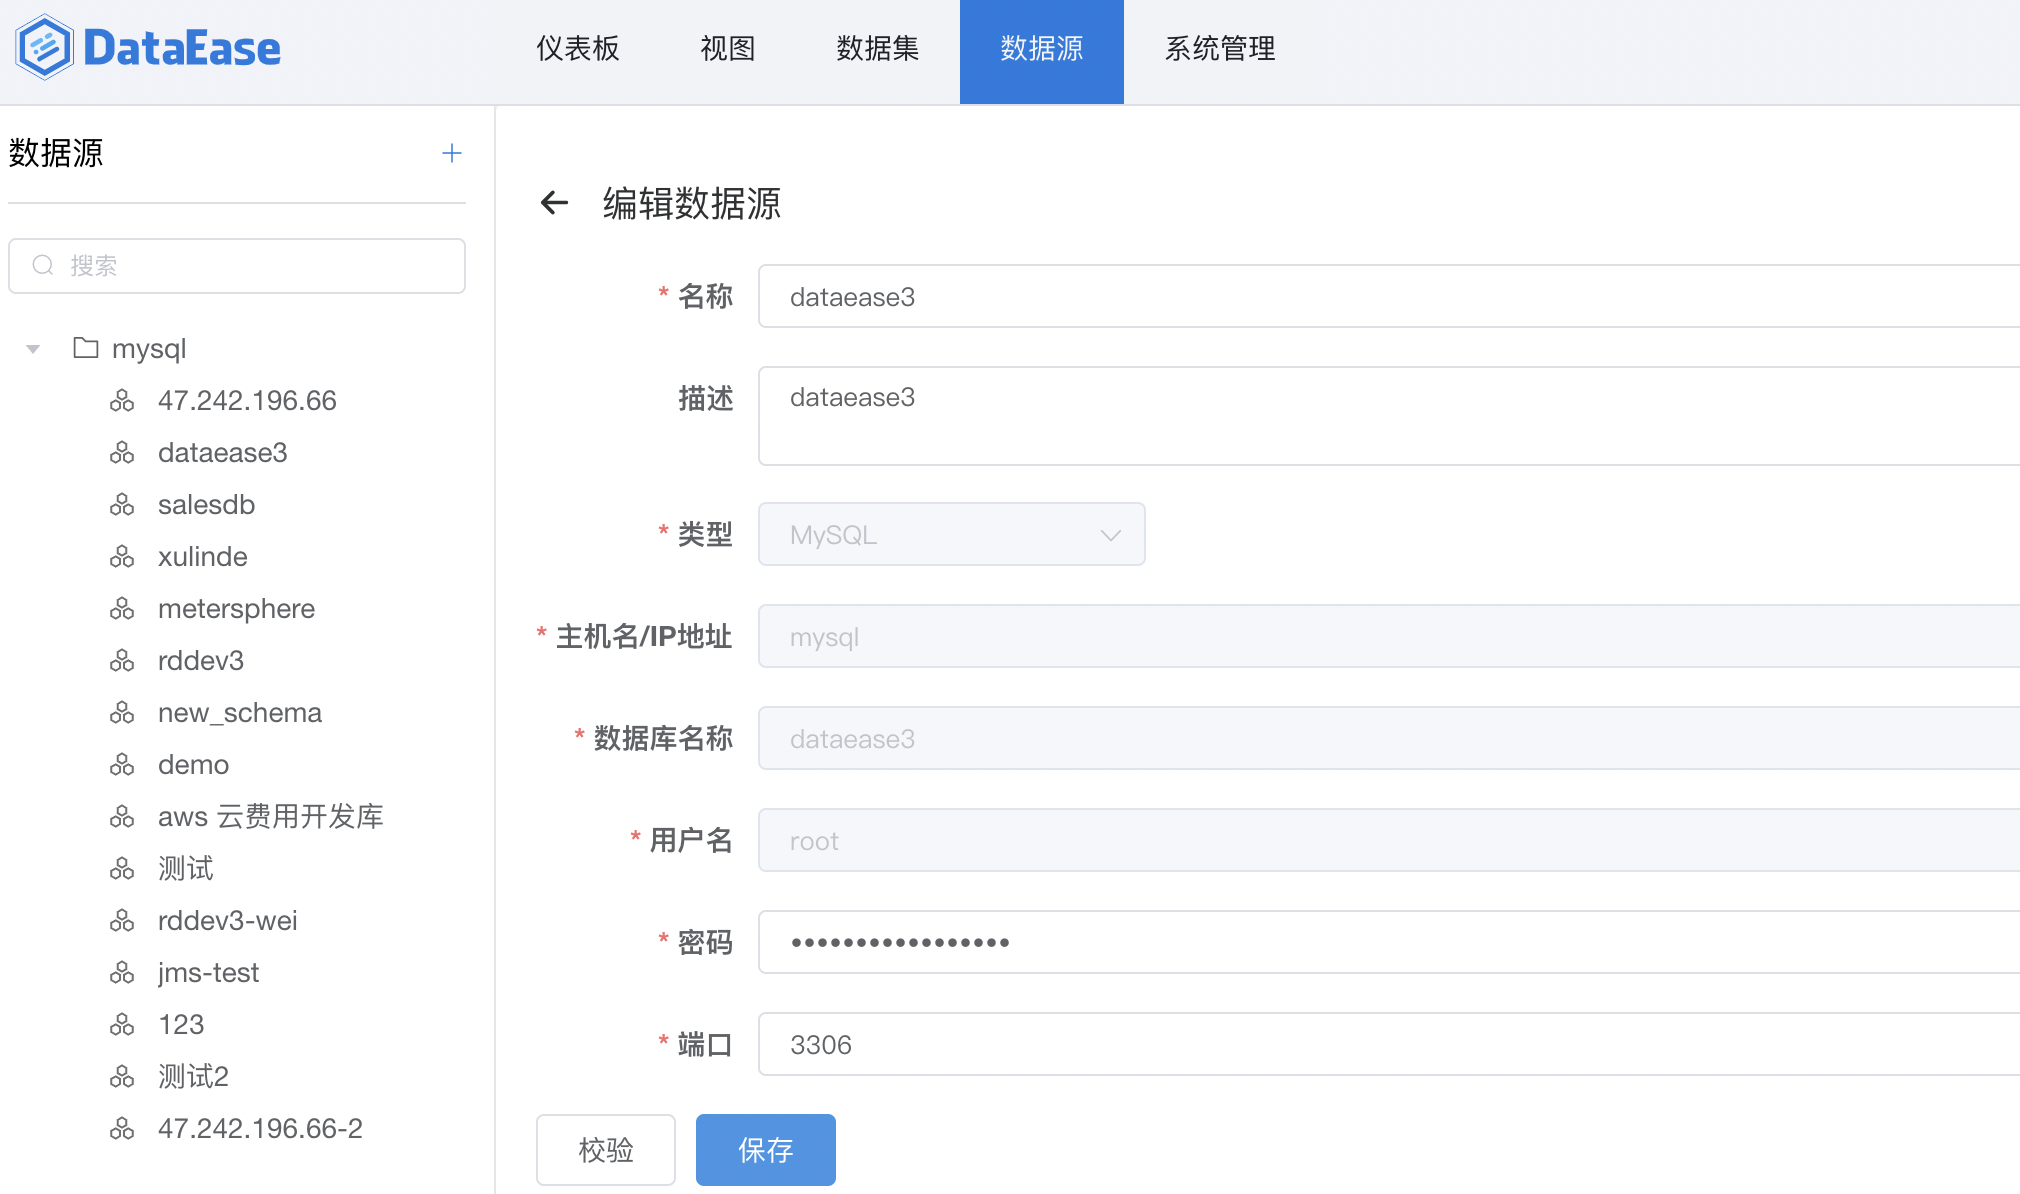 DataEase
仪表板 视图 数据集 数据源 系统管理
数据源 +
搜索
mysql
47.242.196.66
dataease3
salesdb
xulinde
metersphere
rddev3
new_schema
demo
aws 云费用开发库
测试
rddev3-wei
jms-test
123
测试2
47.242.196.66-2
编辑数据源
* 名称 dataease3
描述 dataease3
* 类型 MySQL
* 主机名/IP地址 mysql
* 数据库名称 dataease3
* 用户名 root
* 密码 •••••••••••••••••
* 端口 3306
校验 保存